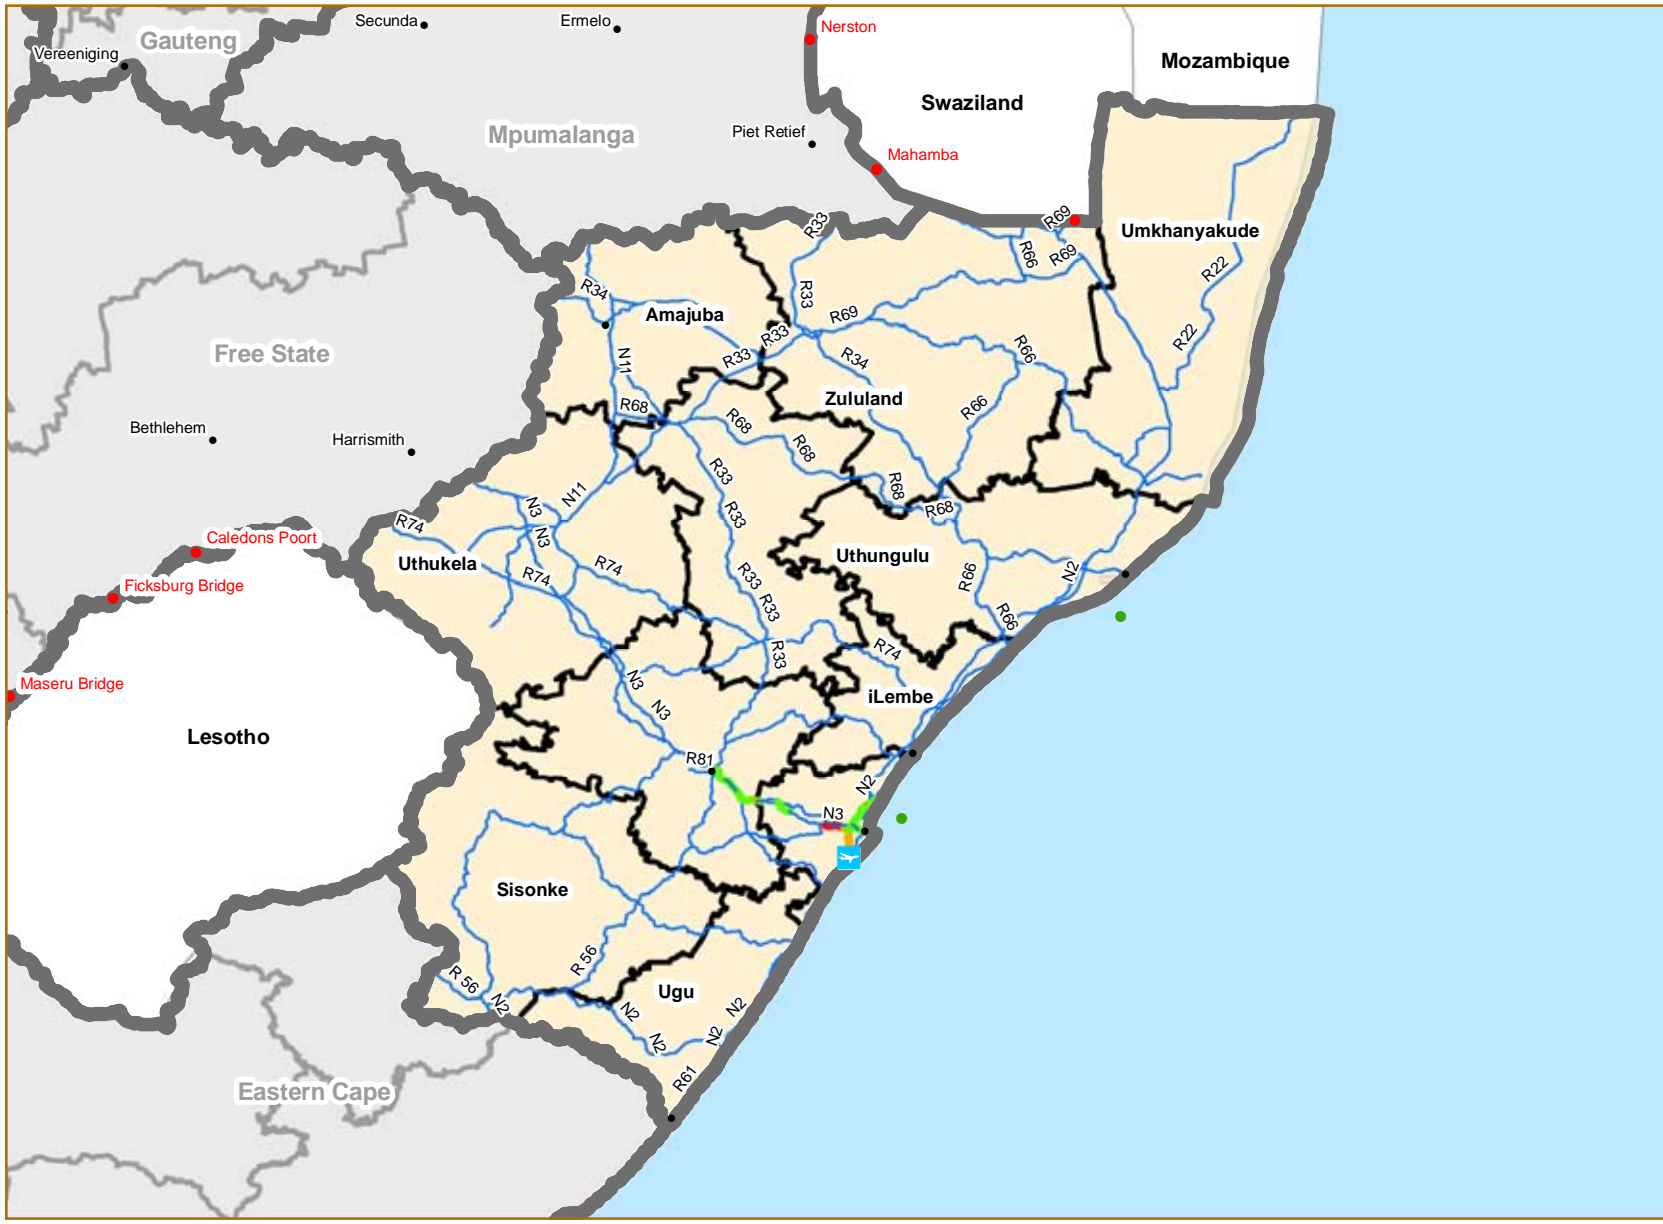 Secunda
Ermelo
Nerston
Gauteng
Vereeniging
Mozambique
Swaziland
Mpumalanga
Piet Retief
Mahamba
R69
R33
Umkhanyakude
R66
R69
R22
R34
R33
Amajuba
R69
R33
R22
R66
R33
R34
Free State
N11
Zululand
R68
R66
R68
Bethlehem
Harrismith
R68
R33
R68
N11
N3
R33
R68
R74
Caledons Poort
N3
Uthungulu
Uthukela
R74
R74
R33
R66
N2
Ficksburg Bridge
R33
R66
R74
R33
Maseru Bridge
N3
iLembe
N3
Lesotho
R81
N2
N3
Sisonke
R 56
R 56
Ugu
N2
N2
N2
N2
N2
R61
Eastern Cape